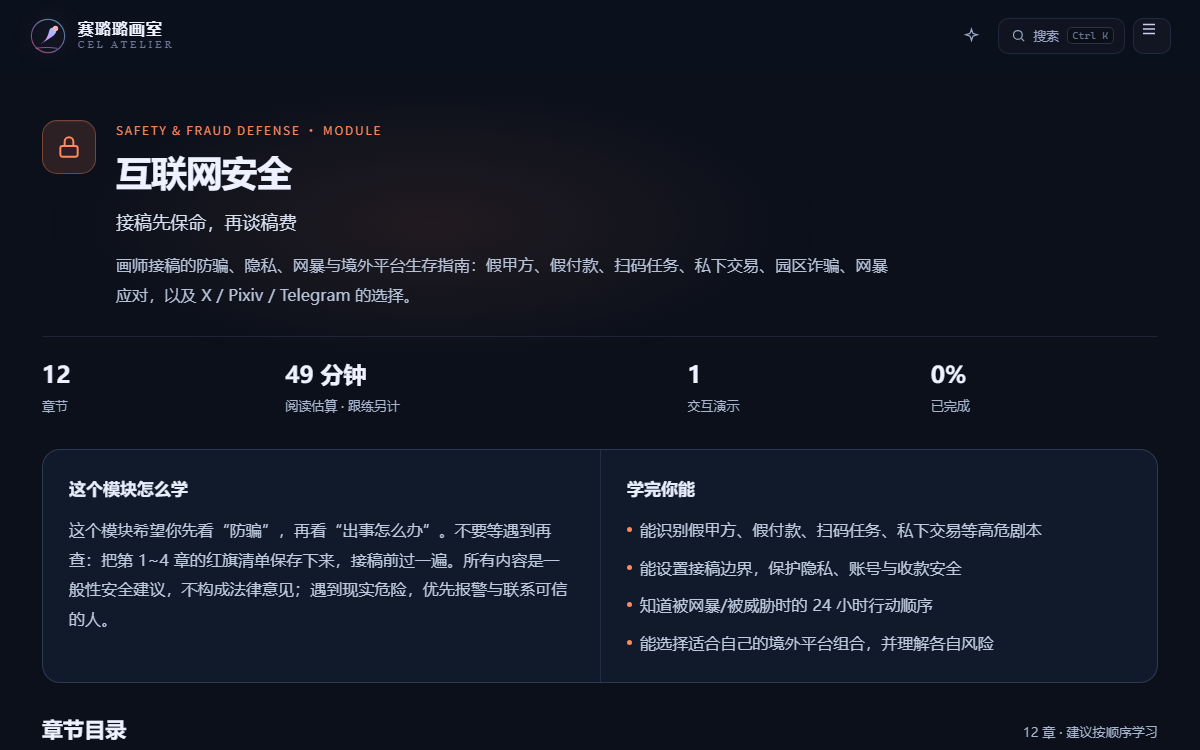 赛璐璐画室
CEL ATELIER
搜索 Ctrl K
SAFETY & FRAUD DEFENSE · MODULE
互联网安全
接稿先保命，再谈稿费
画师接稿的防骗、隐私、网暴与境外平台生存指南：假甲方、假付款、扫码任务、私下交易、园区诈骗、网暴
应对，以及 X / Pixiv / Telegram 的选择。
12
章节
49 分钟
阅读估算 · 跟练另计
1
交互演示
0%
已完成
这个模块怎么学
这个模块希望你先看“防骗”，再看“出事怎么办”。不要等遇到再
查：把第 1~4 章的红旗清单保存下来，接稿前过一遍。所有内容是一
般性安全建议，不构成法律意见；遇到现实危险，优先报警与联系可信
的人。
学完你能
• 能识别假甲方、假付款、扫码任务、私下交易等高危剧本
• 能设置接稿边界，保护隐私、账号与收款安全
• 知道被网暴/被威胁时的 24 小时行动顺序
• 能选择适合自己的境外平台组合，并理解各自风险
章节目录
12 章 · 建议按顺序学习